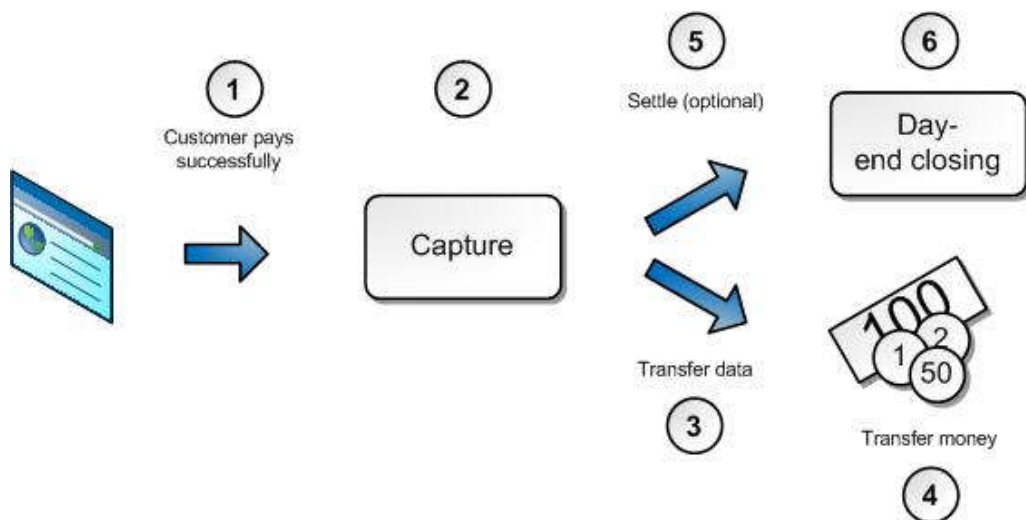 1
Customer pays
successfully
2
Capture
5
Settle (optional)
6
Day-
end closing
Transfer data
3
100
1
2
50
Transfer money
4